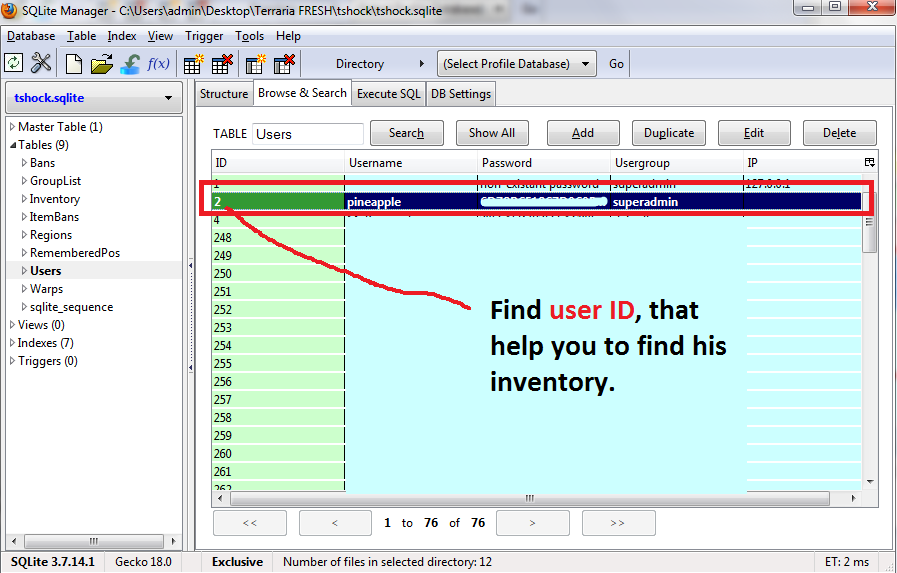 SQLite Manager - C:\Users\admin\Desktop\Terraria FRESH\tshock\tshock.sqlite
Database Table Index View Trigger Tools Help
f(x) Directory (Select Profile Database) Go
tshock.sqlite
Master Table (1)
Tables (9)
Bans
GroupList
Inventory
ItemBans
Regions
RememberedPos
Users
Warps
sqlite_sequence
Views (0)
Indexes (7)
Triggers (0)
Structure Browse & Search Execute SQL DB Settings
TABLE Users Search Show All Add Duplicate Edit Delete
ID Username Password Usergroup IP
1 non-existant password superadmin 127.0.0.1
2 pineapple superadmin
4
248
249
250
251
252
253
254
255
256
257
258
259
260
261
262
Find user ID, that
help you to find his
inventory.
<< < 1 to 76 of 76 > >>
SQLite 3.7.14.1 Gecko 18.0 Exclusive Number of files in selected directory: 12 ET: 2 ms